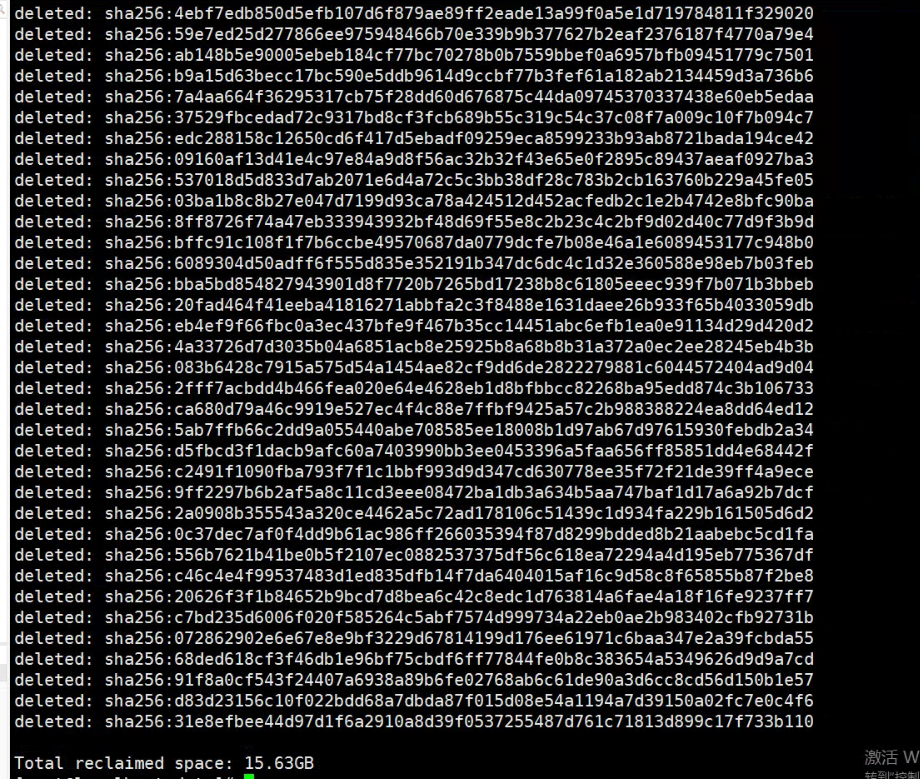 deleted: sha256:4ebf7edb850d5efb107d6f879ae89ff2eade13a99f0a5e1d719784811f329020
deleted: sha256:59e7ed25d277866ee975948466b70e339b9b377627b2eaf2376187f4770a79e4
deleted: sha256:ab148b5e90005ebeb184cf77bc70278b0b7559bbef0a6957bfb09451779c7501
deleted: sha256:b9a15d63becc17bc590e5ddb9614d9ccbf77b3fef61a182ab2134459d3a736b6
deleted: sha256:7a4aa664f36295317cb75f28dd60d676875c44da09745370337438e60eb5edaa
deleted: sha256:37529fbcedad72c9317bd8cf3fcb689b55c319c54c37c08f7a009c10f7b094c7
deleted: sha256:edc288158c12650cd6f417d5ebadf09259eca8599233b93ab8721bada194ce42
deleted: sha256:09160af13d41e4c97e84a9d8f56ac32b32f43e65e0f2895c89437aeaf0927ba3
deleted: sha256:537018d5d833d7ab2071e6d4a72c5c3bb38df28c783b2cb163760b229a45fe05
deleted: sha256:03ba1b8c8b27e047d7199d93ca78a424512d452acfedb2c1e2b4742e8bfc90ba
deleted: sha256:8ff8726f74a47eb333943932bf48d69f55e8c2b23c4c2bf9d02d40c77d9f3b9d
deleted: sha256:bffc91c108f1f7b6ccbe49570687da0779dcfe7b08e46a1e6089453177c948b0
deleted: sha256:6089304d50adff6f555d835e352191b347dc6dc4c1d32e360588e98eb7b03feb
deleted: sha256:bba5bd854827943901d8f7720b7265bd17238b8c61805eeec939f7b071b3bbeb
deleted: sha256:20fad464f41eeba41816271abbfa2c3f8488e1631daee26b933f65b4033059db
deleted: sha256:eb4ef9f66fbc0a3ec437bfe9f467b35cc14451abc6efb1ea0e91134d29d420d2
deleted: sha256:4a33726d7d3035b04a6851acb8e25925b8a68b8b31a372a0ec2ee28245eb4b3b
deleted: sha256:083b6428c7915a575d54a1454ae82cf9dd6de2822279881c6044572404ad9d04
deleted: sha256:2fff7acbdd4b466fea020e64e4628eb1d8bfbbcc82268ba95edd874c3b106733
deleted: sha256:ca680d79a46c9919e527ec4f4c88e7ffbf9425a57c2b988388224ea8dd64ed12
deleted: sha256:5ab7ffb66c2dd9a055440abe708585ee18008b1d97ab67d97615930febdb2a34
deleted: sha256:d5fbcd3f1dacb9afc60a7403990bb3ee0453396a5faa656ff85851dd4e68442f
deleted: sha256:c2491f1090fba793f7f1c1bbf993d9d347cd630778ee35f72f21de39ff4a9ece
deleted: sha256:9ff2297b6b2af5a8c11cd3eee08472ba1db3a634b5aa747baf1d17a6a92b7dcf
deleted: sha256:2a0908b355543a320ce4462a5c72ad178106c51439c1d934fa229b161505d6d2
deleted: sha256:0c37dec7af0f4dd9b61ac986ff266035394f87d8299bdded8b21aabebc5cd1fa
deleted: sha256:556b7621b41be0b5f2107ec0882537375df56c618ea72294a4d195eb775367df
deleted: sha256:c46c4e4f99537483d1ed835dfb14f7da6404015af16c9d58c8f65855b87f2be8
deleted: sha256:20626f3f1b84652b9bcd7d8bea6c42c8edc1d763814a6fae4a18f16fe9237ff7
deleted: sha256:c7bd235d6006f020f585264c5abf7574d999734a22eb0ae2b983402cfb92731b
deleted: sha256:072862902e6e67e8e9bf3229d67814199d176ee61971c6baa347e2a39fcbda55
deleted: sha256:68ded618cf3f46db1e96bf75cbdf6ff77844fe0b8c383654a5349626d9d9a7cd
deleted: sha256:91f8a0cf543f24407a6938a89b6fe02768ab6c61de90a3d6cc8cd56d150b1e57
deleted: sha256:d83d23156c10f022bdd68a7dbda87f015d08e54a1194a7d39150a02fc7e0c4f6
deleted: sha256:31e8efbee44d97d1f6a2910a8d39f0537255487d761c71813d899c17f733b110
Total reclaimed space: 15.63GB
激活 W